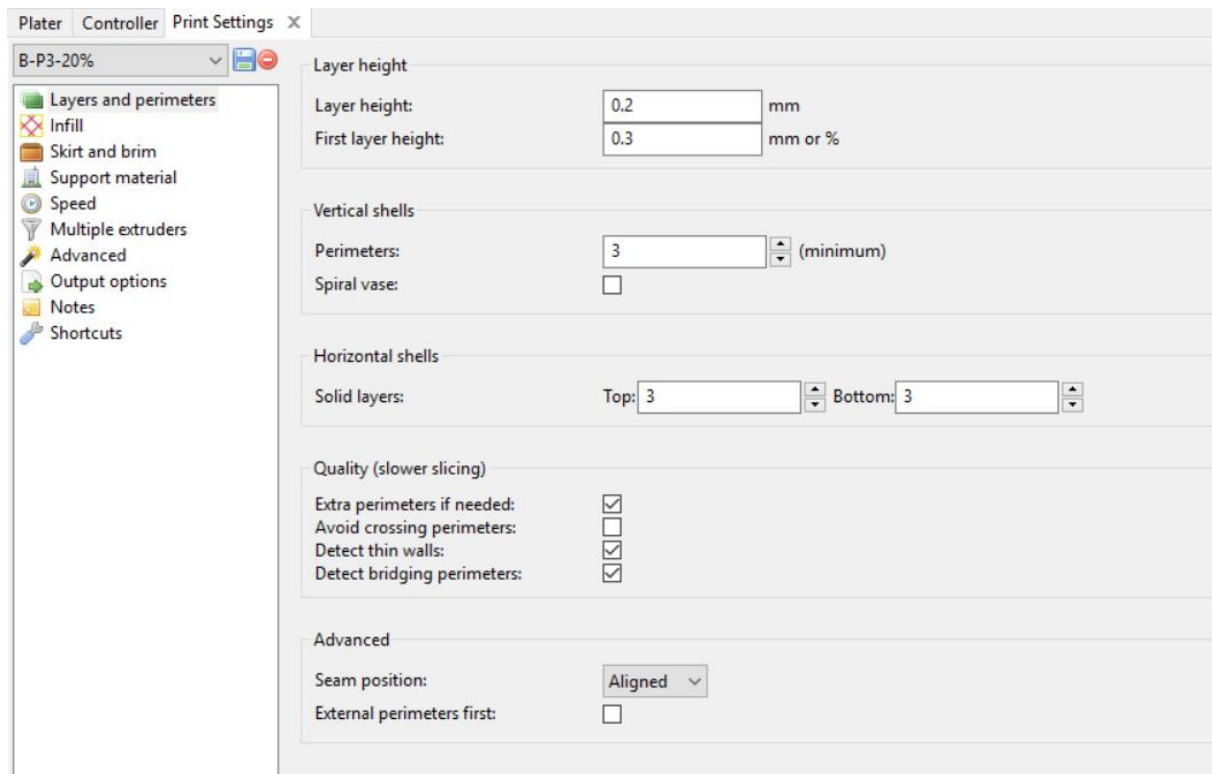 Plater Controller Print Settings X
B-P3-20%
Layers and perimeters
Infill
Skirt and brim
Support material
Speed
Multiple extruders
Advanced
Output options
Notes
Shortcuts
Layer height
Layer height: 0.2 mm
First layer height: 0.3 mm or %
Vertical shells
Perimeters: 3 (minimum)
Spiral vase:
Horizontal shells
Solid layers: Top: 3 Bottom: 3
Quality (slower slicing)
Extra perimeters if needed:
Avoid crossing perimeters:
Detect thin walls:
Detect bridging perimeters:
Advanced
Seam position: Aligned
External perimeters first: